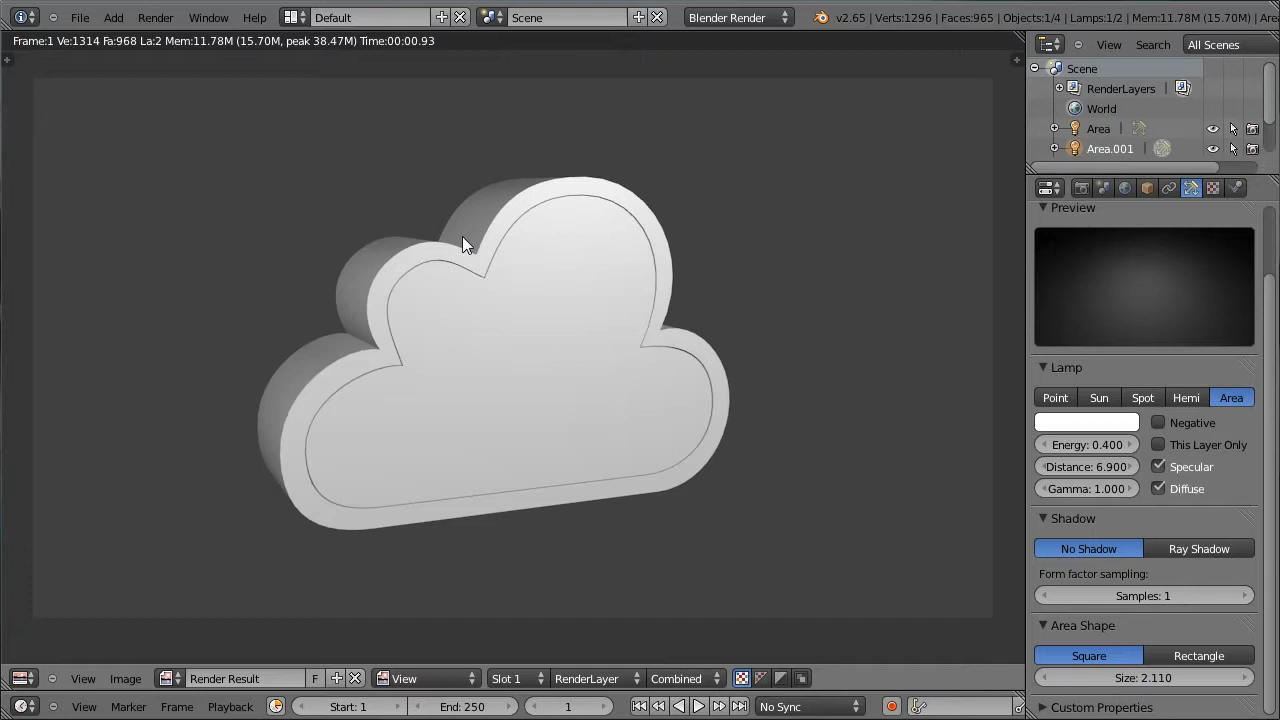 File Add Render Window Help Default Scene Blender Render v2.65 | Verts:1296 | Faces:965 | Objects:1/4 | Lamps:1/2 | Mem:11.78M (15.70M) | Are
Frame:1 Ve:1314 Fa:968 La:2 Mem:11.78M (15.70M, peak 38.47M) Time:00:00.93
View Search All Scenes
Scene
RenderLayers
World
Area
Area.001
Preview
Lamp
Point Sun Spot Hemi Area
Negative
Energy: 0.400 This Layer Only
Distance: 6.900 Specular
Gamma: 1.000 Diffuse
Shadow
No Shadow Ray Shadow
Form factor sampling:
Samples: 1
Area Shape
Square Rectangle
Size: 2.110
Custom Properties
View Image Render Result F View Slot 1 RenderLayer Combined
View Marker Frame Playback Start: 1 End: 250 1 No Sync